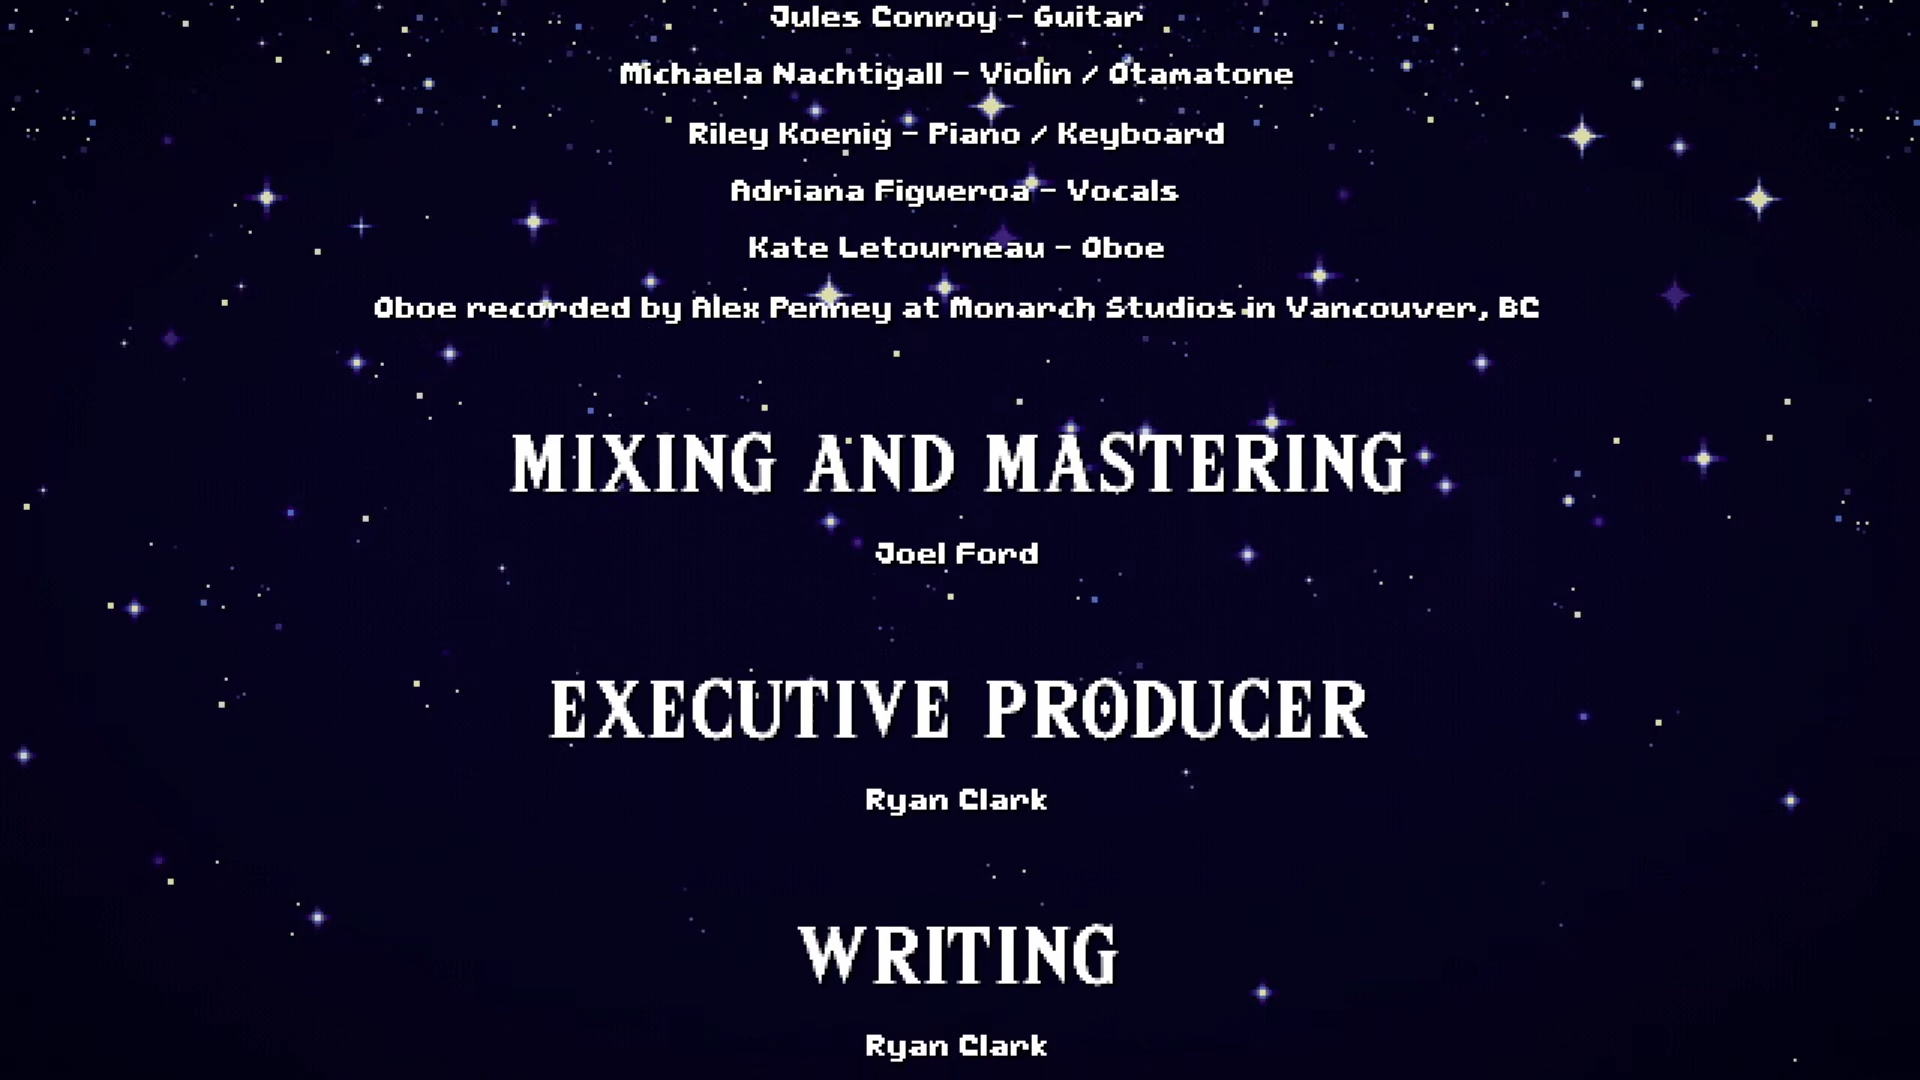 Jules Conroy - Guitar
Michaela Nachtigall - Violin / Otamatone
Riley Koenig - Piano / Keyboard
Adriana Figueroa - Vocals
Kate Letourneau - Oboe
Oboe recorded by Alex Penney at Monarch Studios in Vancouver, BC
MIXING AND MASTERING
Joel Ford
EXECUTIVE PRODUCER
Ryan Clark
WRITING
Ryan Clark